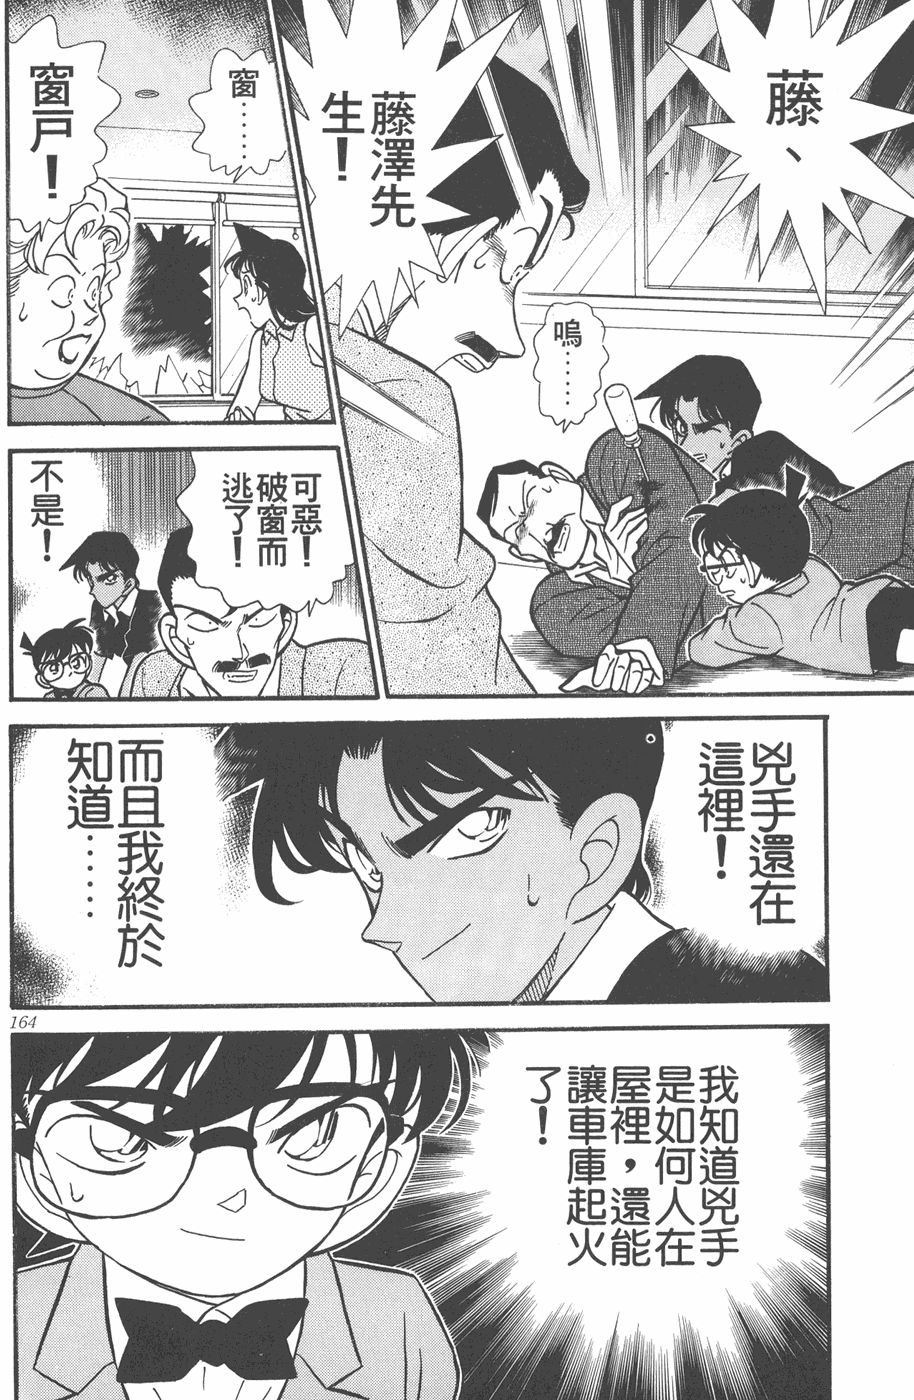 藤、
藤澤先
生！
嗚……
窗……
窗戶！
可惡！
破窗而
逃了！
不是！
兇手還在
這裡！
而且我終於
知道……
164
我知道兇手
是如何人在
屋裡，還能
讓車庫起火
了！